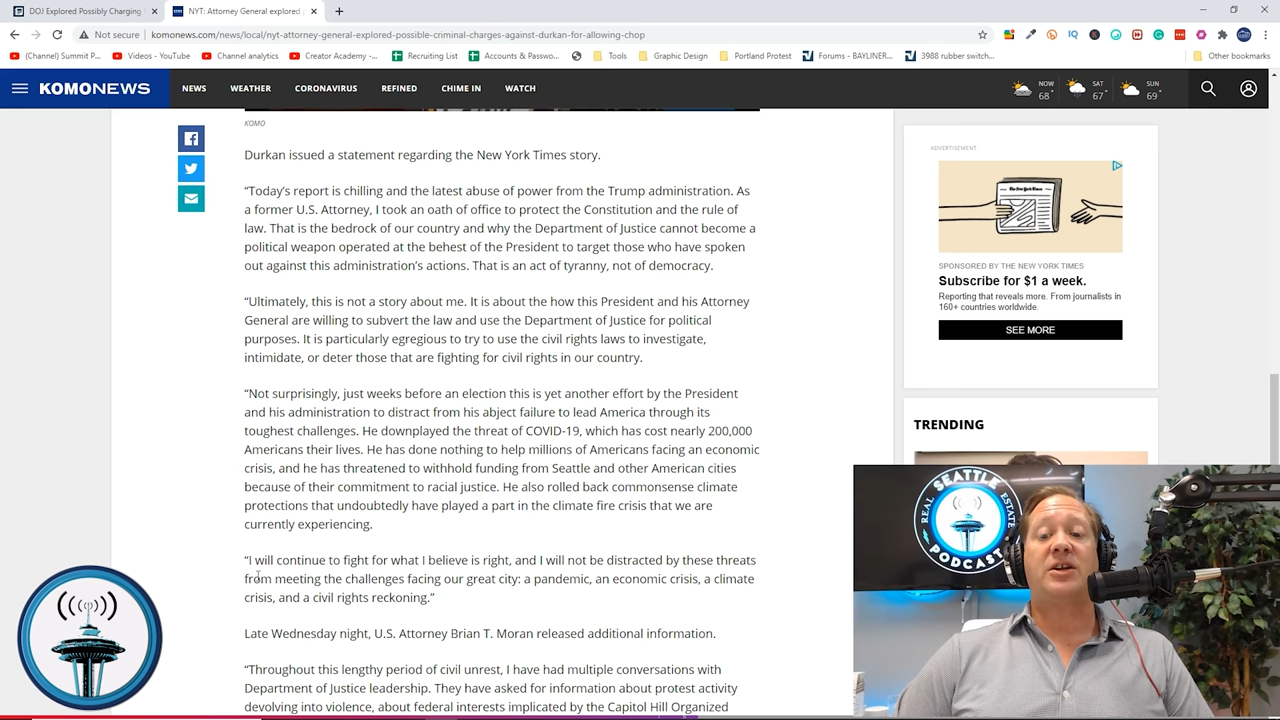 DOJ Explored Possibly Charging
NYT: Attorney General explored
Not secure
komonews.com/news/local/nyt-attorney-general-explored-possible-criminal-charges-against-durkan-for-allowing-chop
(Channel) Summit P...
Videos - YouTube
Channel analytics
Creator Academy -...
Recruiting List
Accounts & Passwo...
Tools
Graphic Design
Portland Protest
Forums - BAYLINER...
3988 rubber switch...
Other bookmarks
KOMONEWS
NEWS
WEATHER
CORONAVIRUS
REFINED
CHIME IN
WATCH
NOW
68°
SAT
67°
SUN
69°
KOMO
Durkan issued a statement regarding the New York Times story.
“Today’s report is chilling and the latest abuse of power from the Trump administration. As
a former U.S. Attorney, I took an oath of office to protect the Constitution and the rule of
law. That is the bedrock of our country and why the Department of Justice cannot become a
political weapon operated at the behest of the President to target those who have spoken
out against this administration’s actions. That is an act of tyranny, not of democracy.
“Ultimately, this is not a story about me. It is about the how this President and his Attorney
General are willing to subvert the law and use the Department of Justice for political
purposes. It is particularly egregious to try to use the civil rights laws to investigate,
intimidate, or deter those that are fighting for civil rights in our country.
“Not surprisingly, just weeks before an election this is yet another effort by the President
and his administration to distract from his abject failure to lead America through its
toughest challenges. He downplayed the threat of COVID-19, which has cost nearly 200,000
Americans their lives. He has done nothing to help millions of Americans facing an economic
crisis, and he has threatened to withhold funding from Seattle and other American cities
because of their commitment to racial justice. He also rolled back commonsense climate
protections that undoubtedly have played a part in the climate fire crisis that we are
currently experiencing.
“I will continue to fight for what I believe is right, and I will not be distracted by these threats
from meeting the challenges facing our great city: a pandemic, an economic crisis, a climate
crisis, and a civil rights reckoning.”
Late Wednesday night, U.S. Attorney Brian T. Moran released additional information.
“Throughout this lengthy period of civil unrest, I have had multiple conversations with
Department of Justice leadership. They have asked for information about protest activity
devolving into violence, about federal interests implicated by the Capitol Hill Organized
ADVERTISEMENT
The New York Times
SPONSORED BY THE NEW YORK TIMES
Subscribe for $1 a week.
Reporting that reveals more. From journalists in
160+ countries worldwide.
SEE MORE
TRENDING
SEATTLE
REAL ESTATE
PODCAST